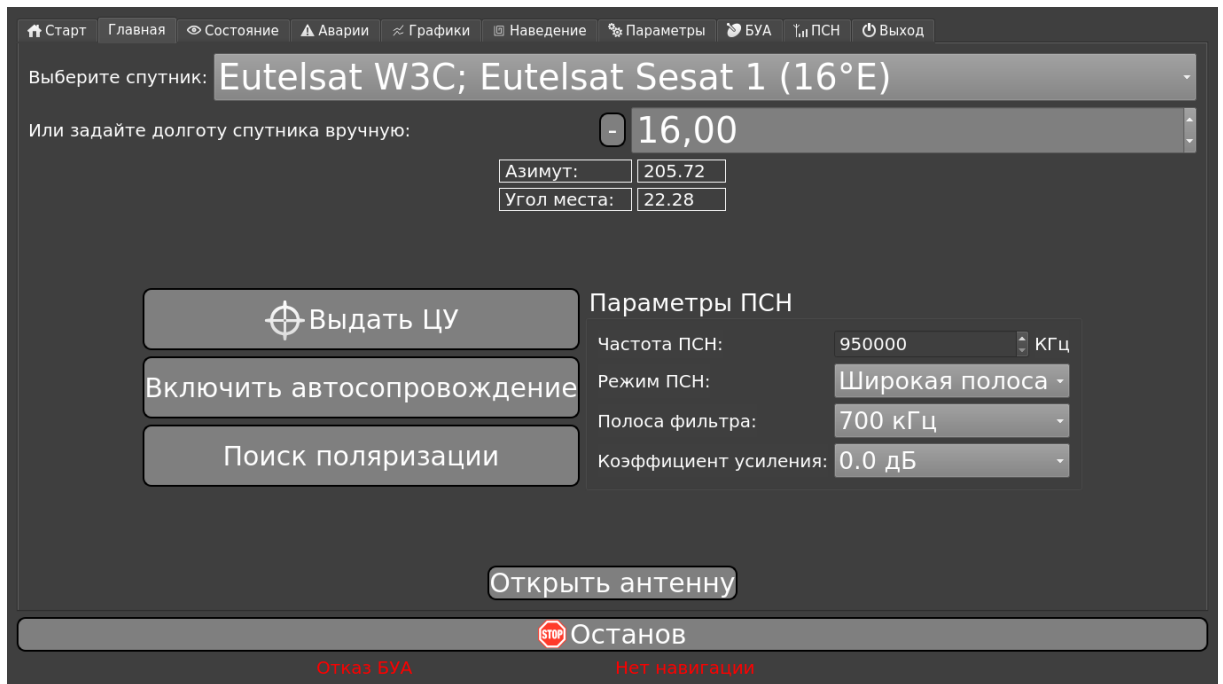 Старт Главная Состояние Аварии Графики Наведение Параметры БУА ПСН Выход
Выберите спутник: Eutelsat W3C; Eutelsat Sesat 1 (16°E)
Или задайте долготу спутника вручную: - 16,00
Азимут: 205.72
Угол места: 22.28
Выдать ЦУ
Включить автосопровождение
Поиск поляризации
Параметры ПСН
Частота ПСН: 950000 КГц
Режим ПСН: Широкая полоса
Полоса фильтра: 700 кГц
Коэффициент усиления: 0.0 дБ
Открыть антенну
STOP Останов
Отказ БУА Нет навигации